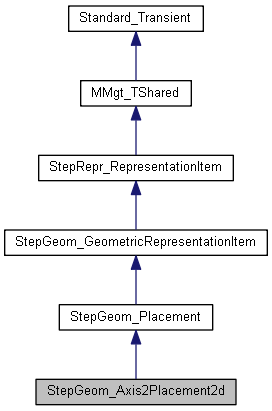 Standard_Transient
MMgt_TShared
StepRepr_RepresentationItem
StepGeom_GeometricRepresentationItem
StepGeom_Placement
StepGeom_Axis2Placement2d